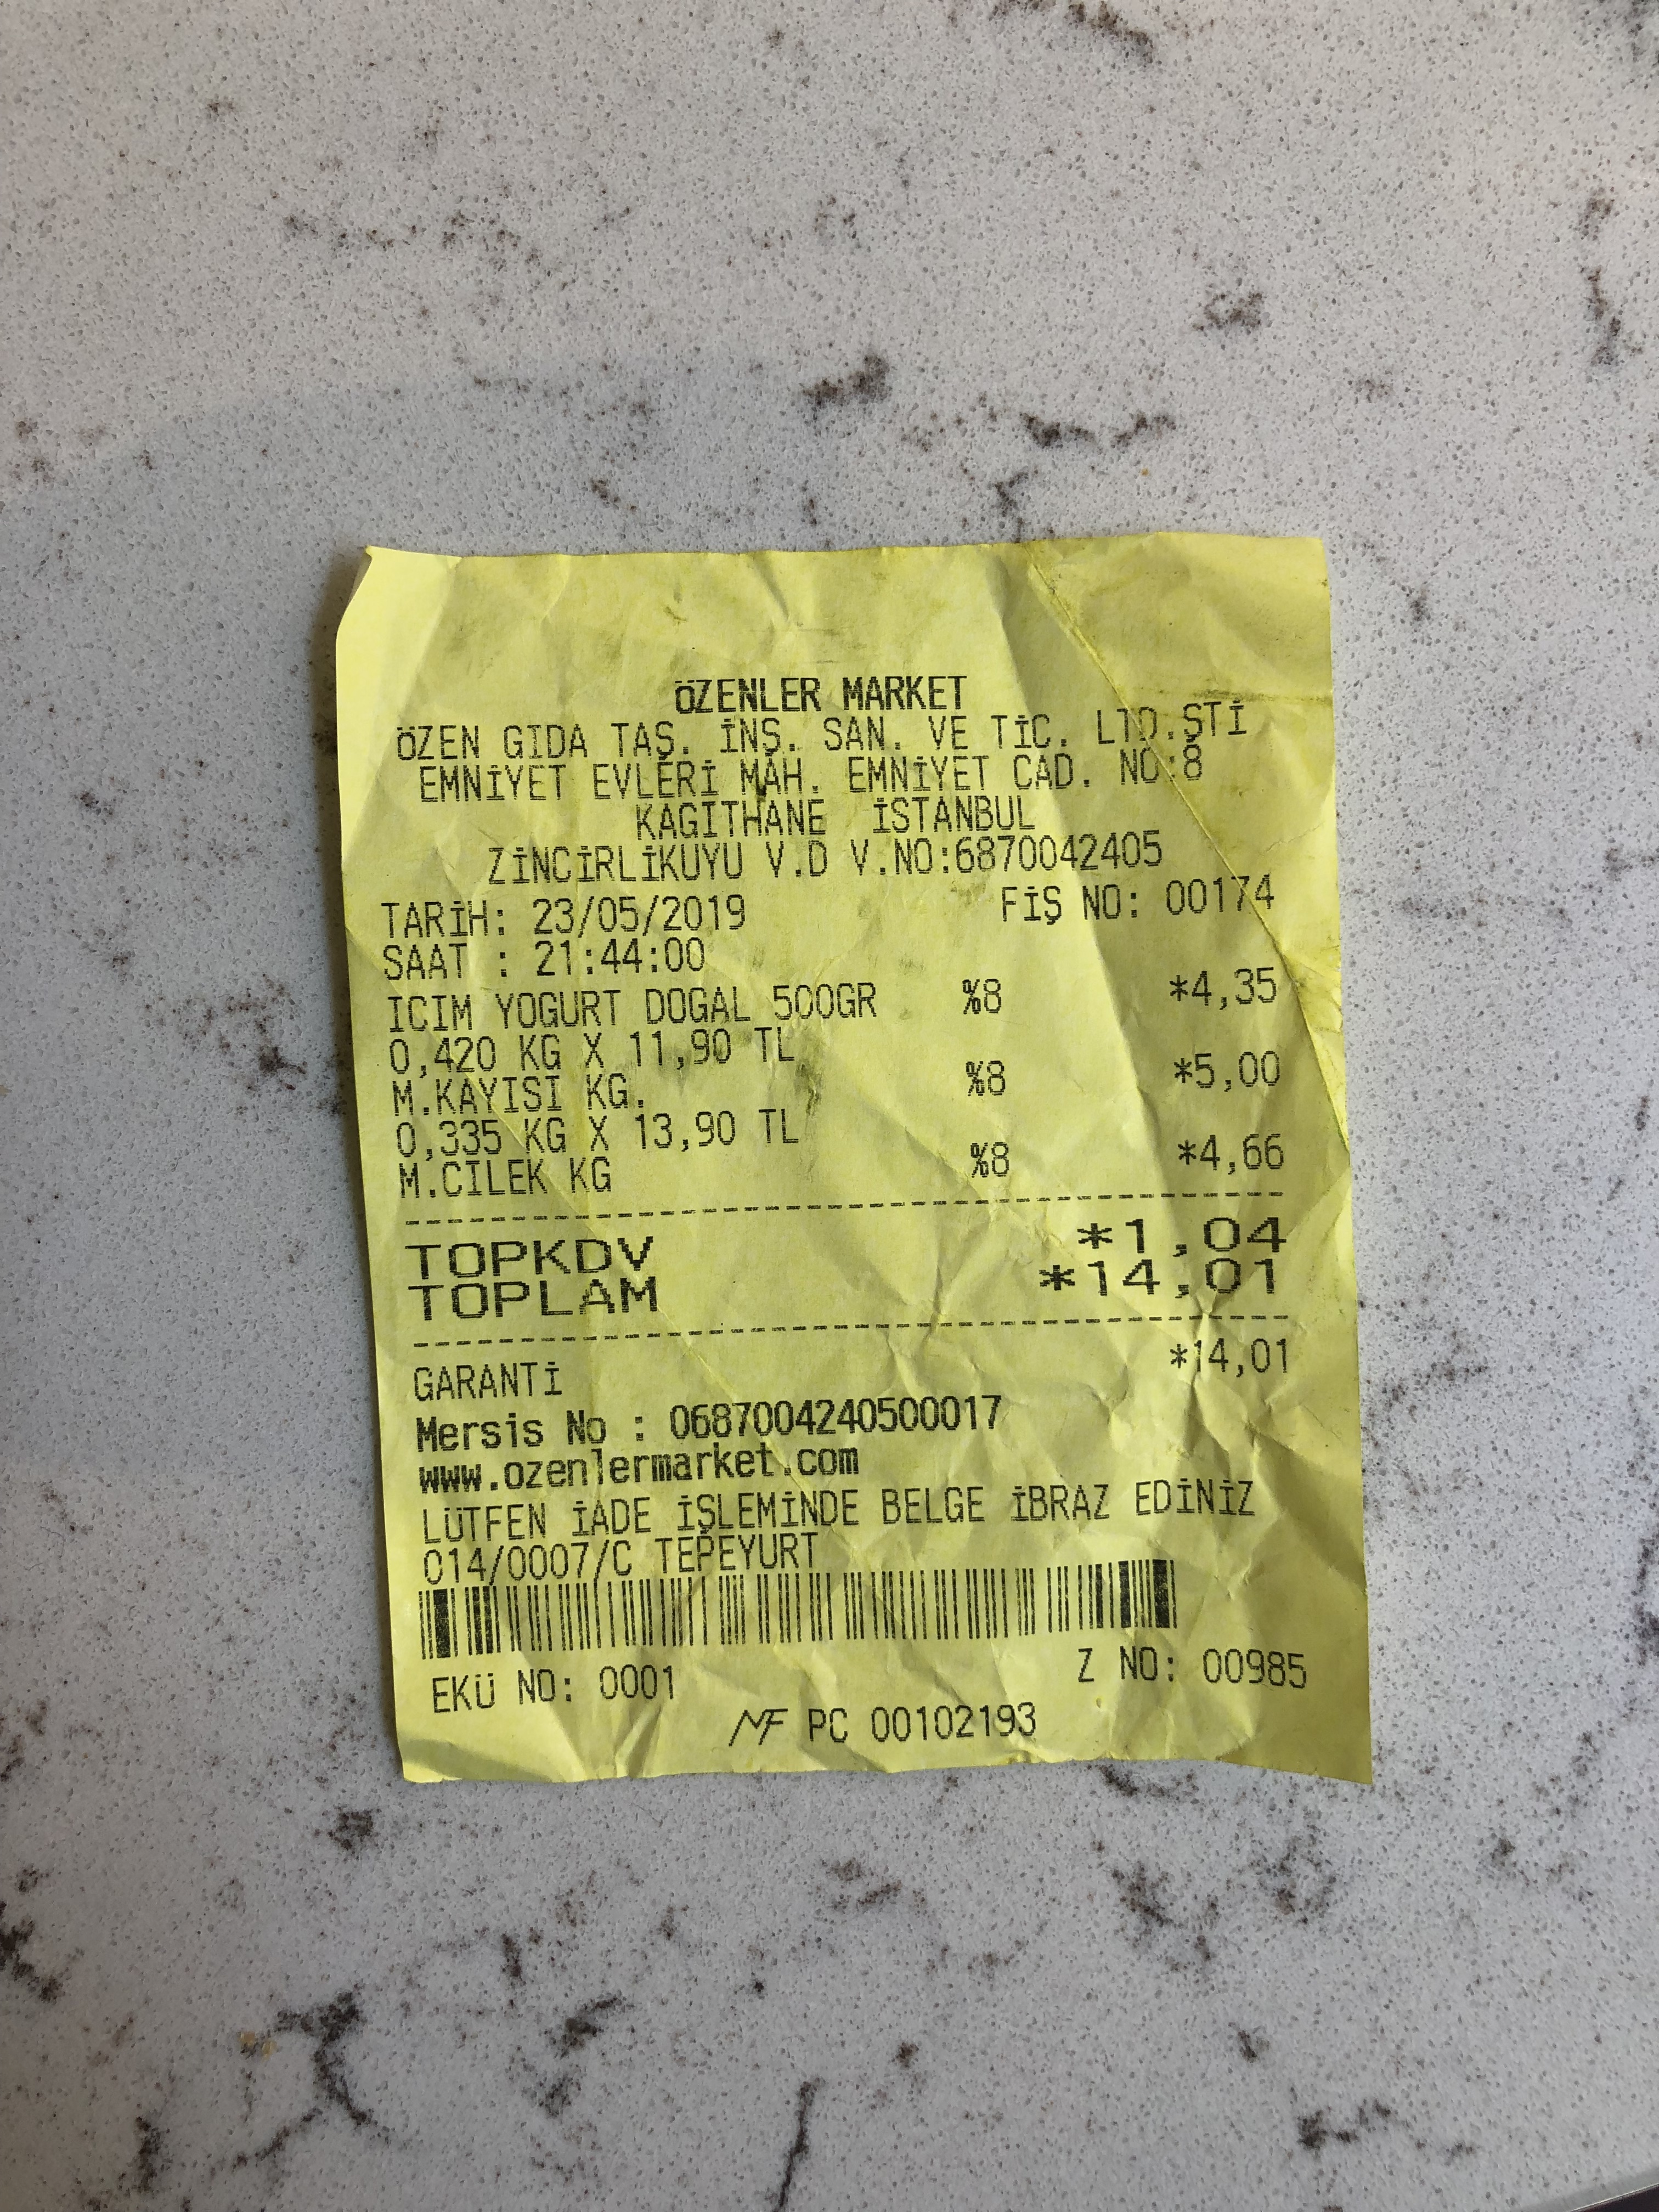 ÖZENLER MARKET
ÖZEN GIDA TAŞ. İNŞ. SAN. VE TİC. LTD.ŞTİ
EMNİYET EVLERİ MAH. EMNİYET CAD. NO:8
KAGITHANE İSTANBUL
ZİNCİRLİKUYU V.D V.NO:6870042405
TARİH: 23/05/2019 FİŞ NO: 00174
SAAT : 21:44:00
ICIM YOGURT DOGAL 500GR %8 *4,35
0,420 KG X 11,90 TL
M.KAYISI KG. %8 *5,00
0,335 KG X 13,90 TL
M.CILEK KG %8 *4,66
TOPKDV *1,04
TOPLAM *14,01
GARANTİ *14,01
Mersis No : 0687004240500017
www.ozenlermarket.com
LÜTFEN İADE İŞLEMİNDE BELGE İBRAZ EDİNİZ
014/0007/C TEPEYURT
EKÜ NO: 0001 Z NO: 00985
MF PC 00102193